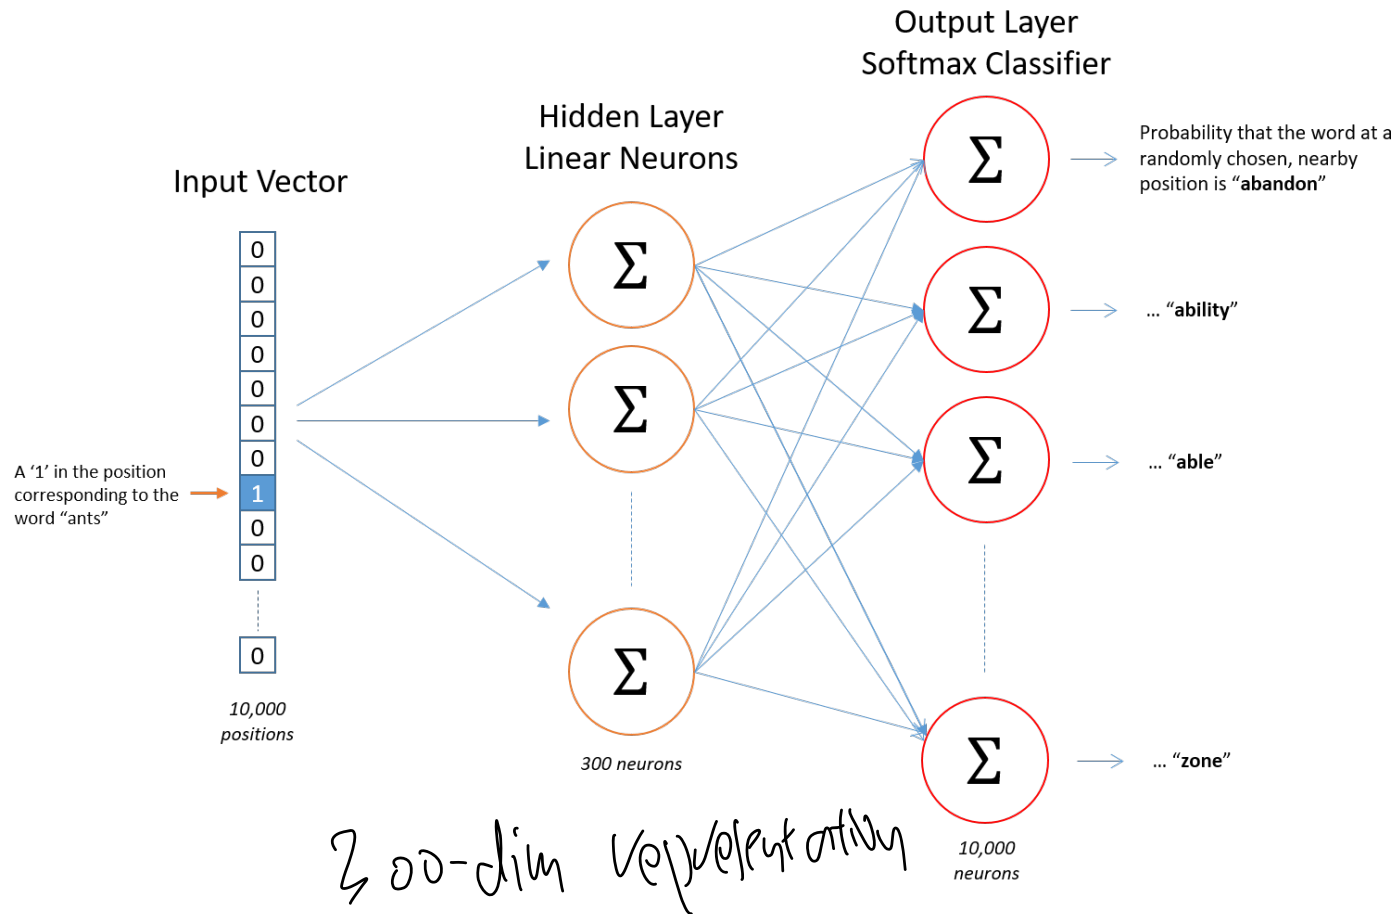 Output Layer
Softmax Classifier
Hidden Layer
Linear Neurons
Input Vector
0
0
0
0
0
0
0
1
0
0
0
A ‘1’ in the position
corresponding to the
word “ants”
10,000
positions
Σ
Σ
Σ
300 neurons
Σ
Σ
Σ
Σ
10,000
neurons
Probability that the word at a
randomly chosen, nearby
position is “abandon”
... “ability”
... “able”
... “zone”
300-dim representation